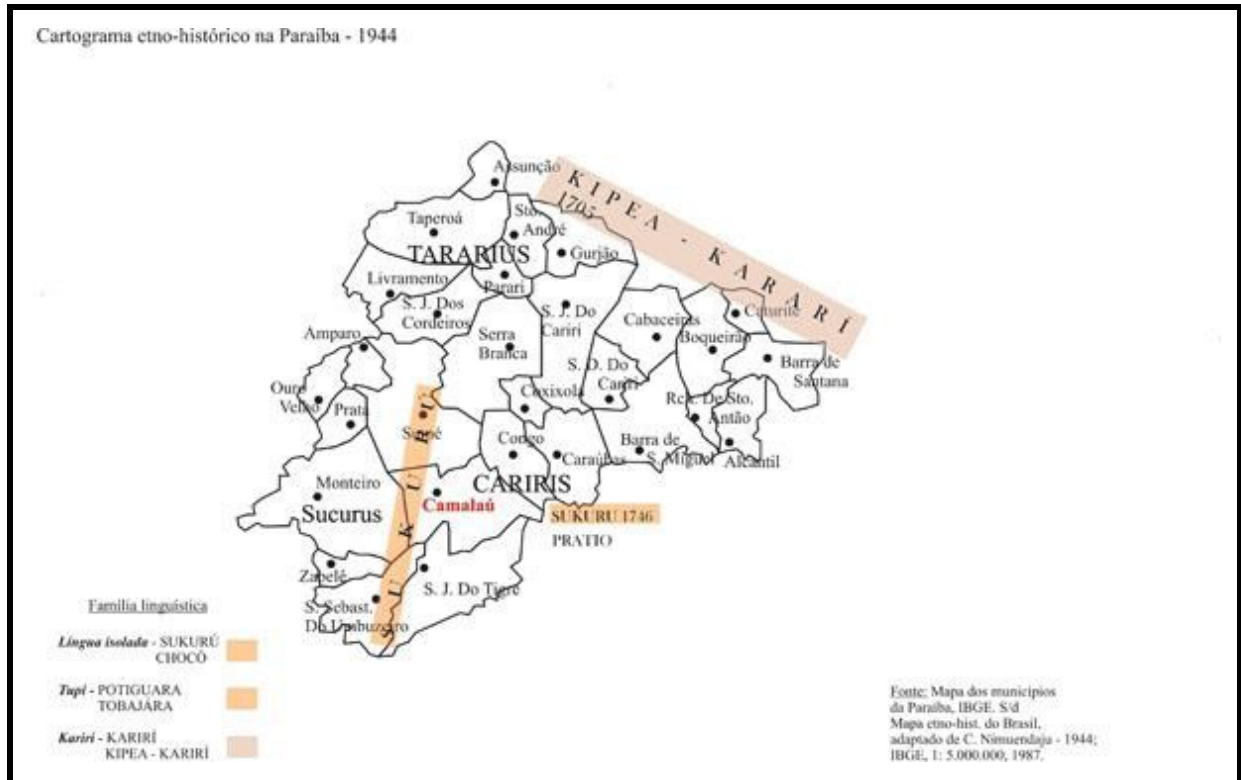 Cartograma etno-histórico na Paraíba - 1944
Assunção
KIPEA - KARARÍ
1705
Taperoá
Sto.
André
TARARIUS
Gurjão
Livramento
Parari
S. J. Dos
Cordeiros
S. J. Do
Cariri
Cabaceiras
Caturité
Boqueirão
Amparo
Serra
Branca
Barra de
Santana
S. D. Do
Cariri
Ouro
Velho
Prata
Coxixola
Rch. De Sto.
Antão
Sumé
SUKURÚ
Congo
Caraúbas
Barra de
S. Miguel
Alcantil
Monteiro
CARIRIS
Camalaú
Sucurus
SUKURU 1746
PRATIO
Zabelé
S. J. Do Tigre
S. Sebast.
Do Umbuzeiro
Família linguística
Língua isolada - SUKURÚ
CHOCÓ
Tupí - POTIGUARA
TOBAJÁRA
Karirí - KARIRÍ
KIPEA - KARIRÍ
Fonte: Mapa dos municípios
da Paraíba, IBGE. S/d
Mapa etno-hist. do Brasil,
adaptado de C. Nimuendaju - 1944;
IBGE, 1: 5.000.000, 1987.